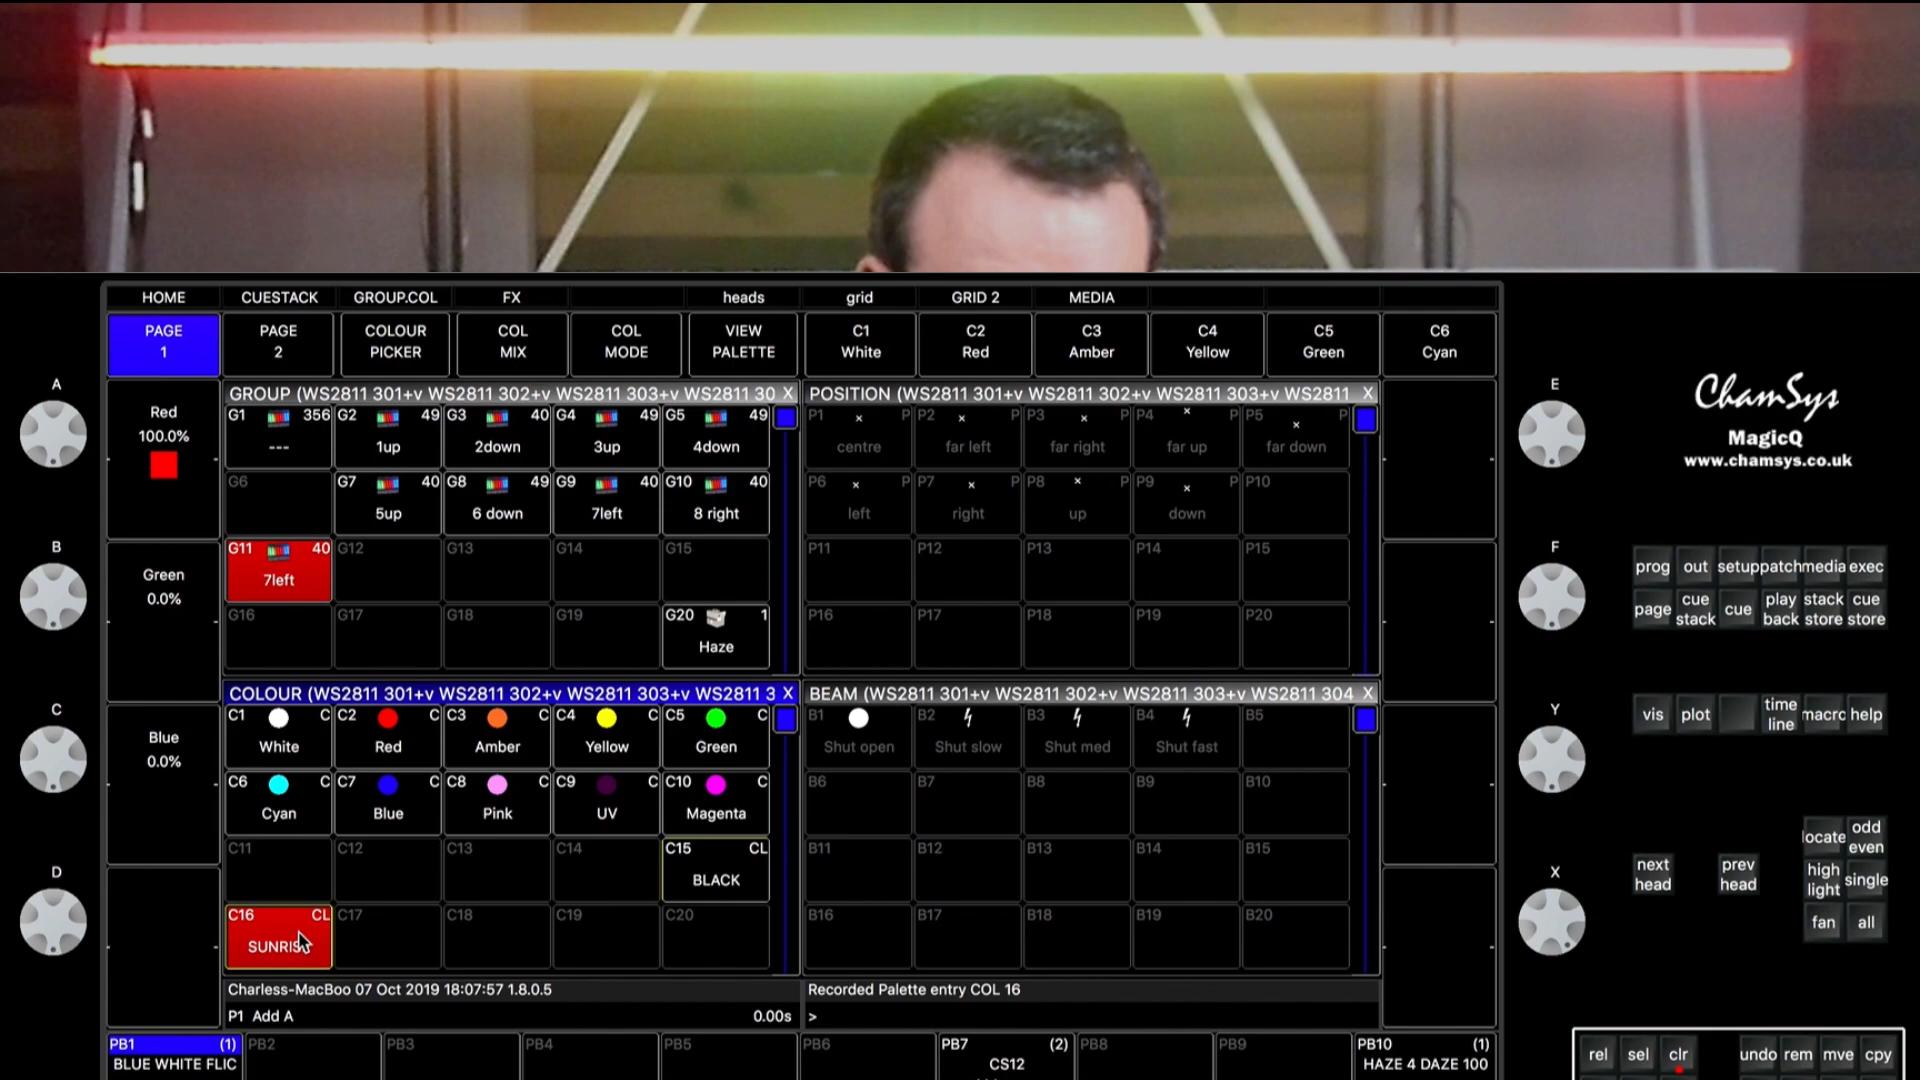 HOME CUESTACK GROUP.COL FX heads grid GRID 2 MEDIA
PAGE 1 PAGE 2 COLOUR PICKER COL MIX COL MODE VIEW PALETTE C1 White C2 Red C3 Amber C4 Yellow C5 Green C6 Cyan
A
B
C
D
Red
100.0%
Green
0.0%
Blue
0.0%
GROUP (WS2811 301+v WS2811 302+v WS2811 303+v WS2811 30 X
G1 356 G2 49 G3 40 G4 49 G5 49
--- 1up 2down 3up 4down
G6 G7 40 G8 49 G9 40 G10 40
5up 6 down 7left 8 right
G11 40 G12 G13 G14 G15
7left
G16 G17 G18 G19 G20 1
Haze
POSITION (WS2811 301+v WS2811 302+v WS2811 303+v WS2811 X
P1 P P2 P P3 P P4 P P5 P
centre far left far right far up far down
P6 P P7 P P8 P P9 P P10
left right up down
P11 P12 P13 P14 P15
P16 P17 P18 P19 P20
COLOUR (WS2811 301+v WS2811 302+v WS2811 303+v WS2811 3 X
C1 C C2 C C3 C C4 C C5 C
White Red Amber Yellow Green
C6 C C7 C C8 C C9 C C10 C
Cyan Blue Pink UV Magenta
C11 C12 C13 C14 C15 CL
BLACK
C16 CL C17 C18 C19 C20
BEAM (WS2811 301+v WS2811 302+v WS2811 303+v WS2811 304 X
B1 B2 B3 B4 B5
Shut open Shut slow Shut med Shut fast
B6 B7 B8 B9 B10
B11 B12 B13 B14 B15
B16 B17 B18 B19 B20
Charless-MacBoo 07 Oct 2019 18:07:57 1.8.0.5
Recorded Palette entry COL 16
P1 Add A 0.00s
>
PB1 (1) PB2 PB3 PB4 PB5 PB6 PB7 (2) PB8 PB9 PB10 (1)
BLUE WHITE FLIC CS12 HAZE 4 DAZE 100
E
F
Y
X
ChamSys
MagicQ
www.chamsys.co.uk
prog out setup patch media exec
page cue stack cue play back stack store cue store
vis plot time line macro help
next head prev head locate odd even
high light single
fan all
rel sel clr undo rem mve cpy